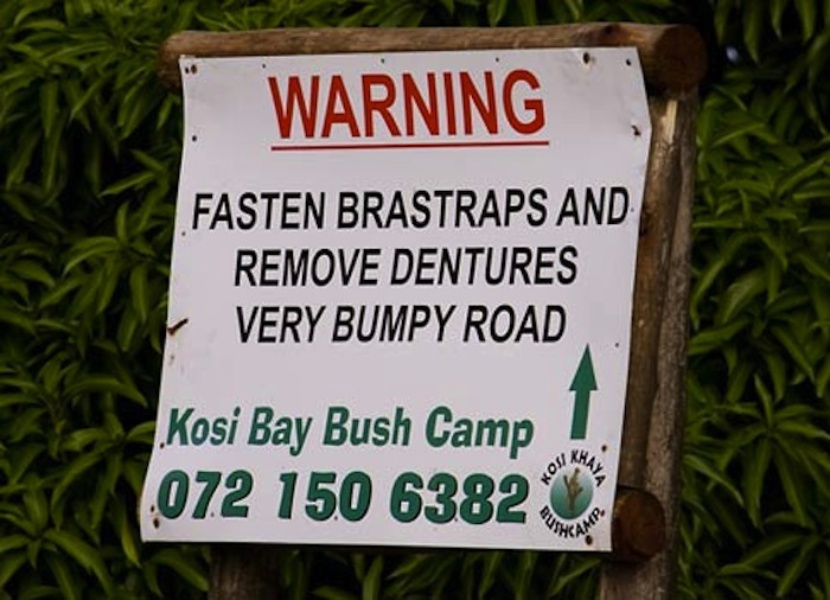 WARNING
FASTEN BRASTRAPS AND
REMOVE DENTURES
VERY BUMPY ROAD
Kosi Bay Bush Camp
072 150 6382
KOSI KHAYA
BUSHCAMP